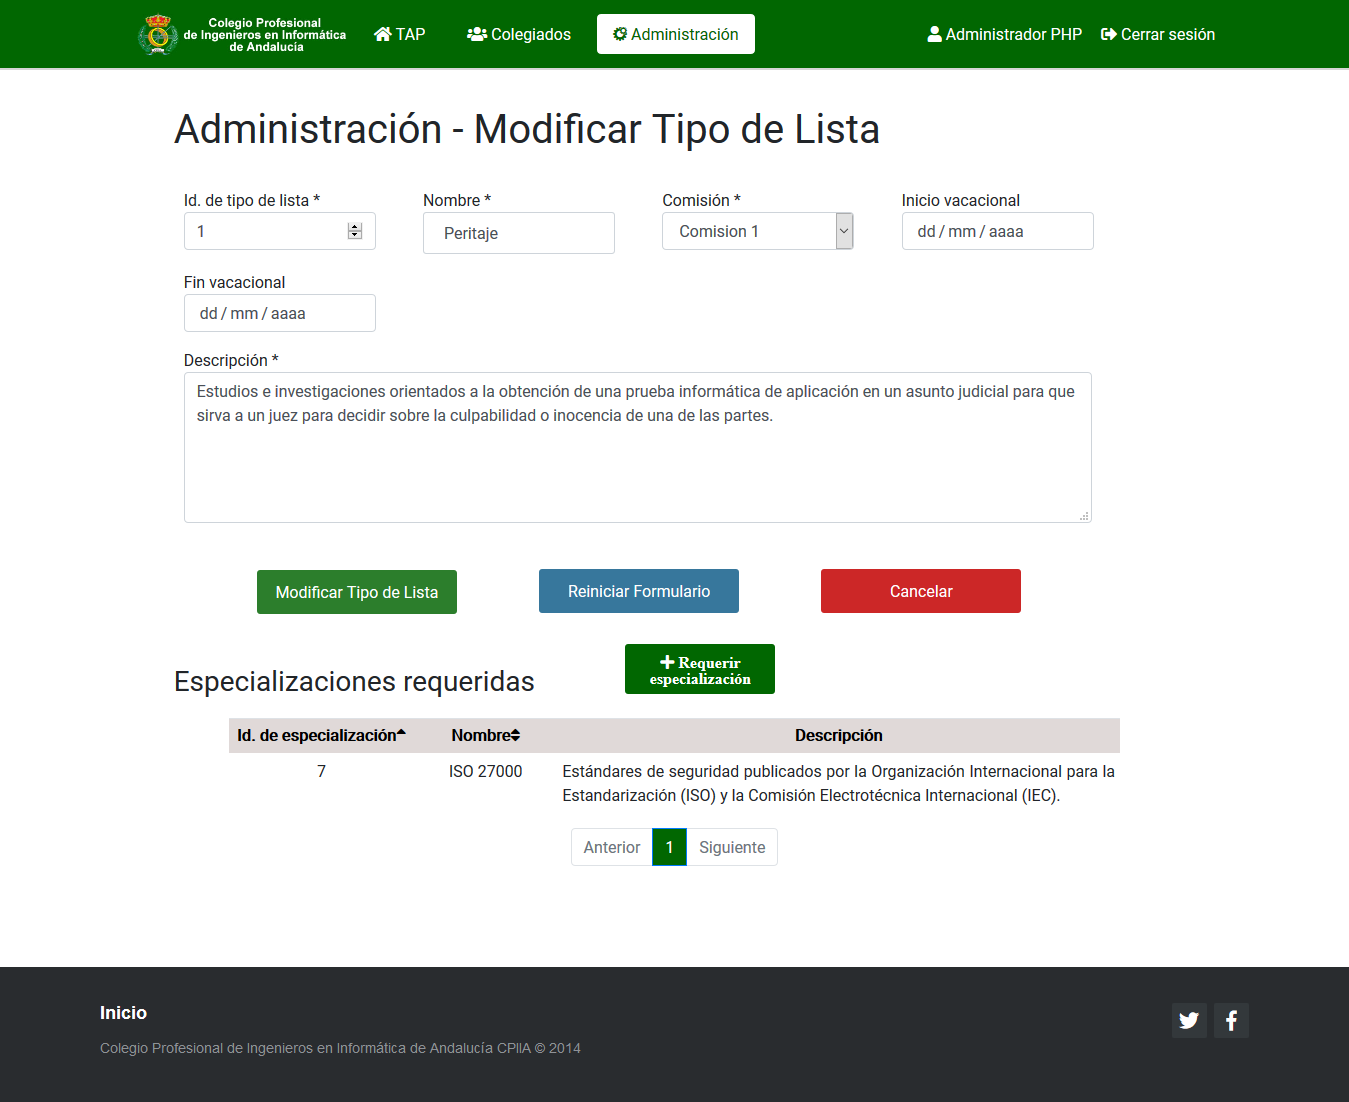 Colegio Profesional
de Ingenieros en Informática
de Andalucía
TAP
Colegiados
Administración
Administrador PHP
Cerrar sesión
Administración - Modificar Tipo de Lista
Id. de tipo de lista *
Nombre *
Comisión *
Inicio vacacional
1
Peritaje
Comision 1
dd / mm / aaaa
Fin vacacional
dd / mm / aaaa
Descripción *
Estudios e investigaciones orientados a la obtención de una prueba informática de aplicación en un asunto judicial para que
sirva a un juez para decidir sobre la culpabilidad o inocencia de una de las partes.
Modificar Tipo de Lista
Reiniciar Formulario
Cancelar
Especializaciones requeridas
Requerir
especialización
Id. de especialización
Nombre
Descripción
7
ISO 27000
Estándares de seguridad publicados por la Organización Internacional para la
Estandarización (ISO) y la Comisión Electrotécnica Internacional (IEC).
Anterior
1
Siguiente
Inicio
Colegio Profesional de Ingenieros en Informática de Andalucía CPIIA © 2014